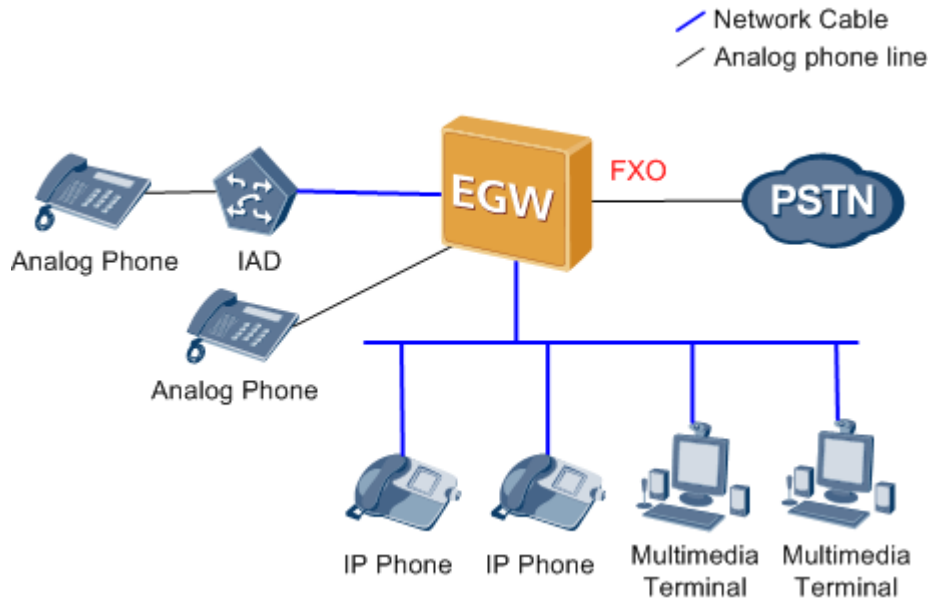 Network Cable
Analog phone line
EGW
FXO
PSTN
Analog Phone
IAD
Analog Phone
IP Phone
IP Phone
Multimedia
Terminal
Multimedia
Terminal